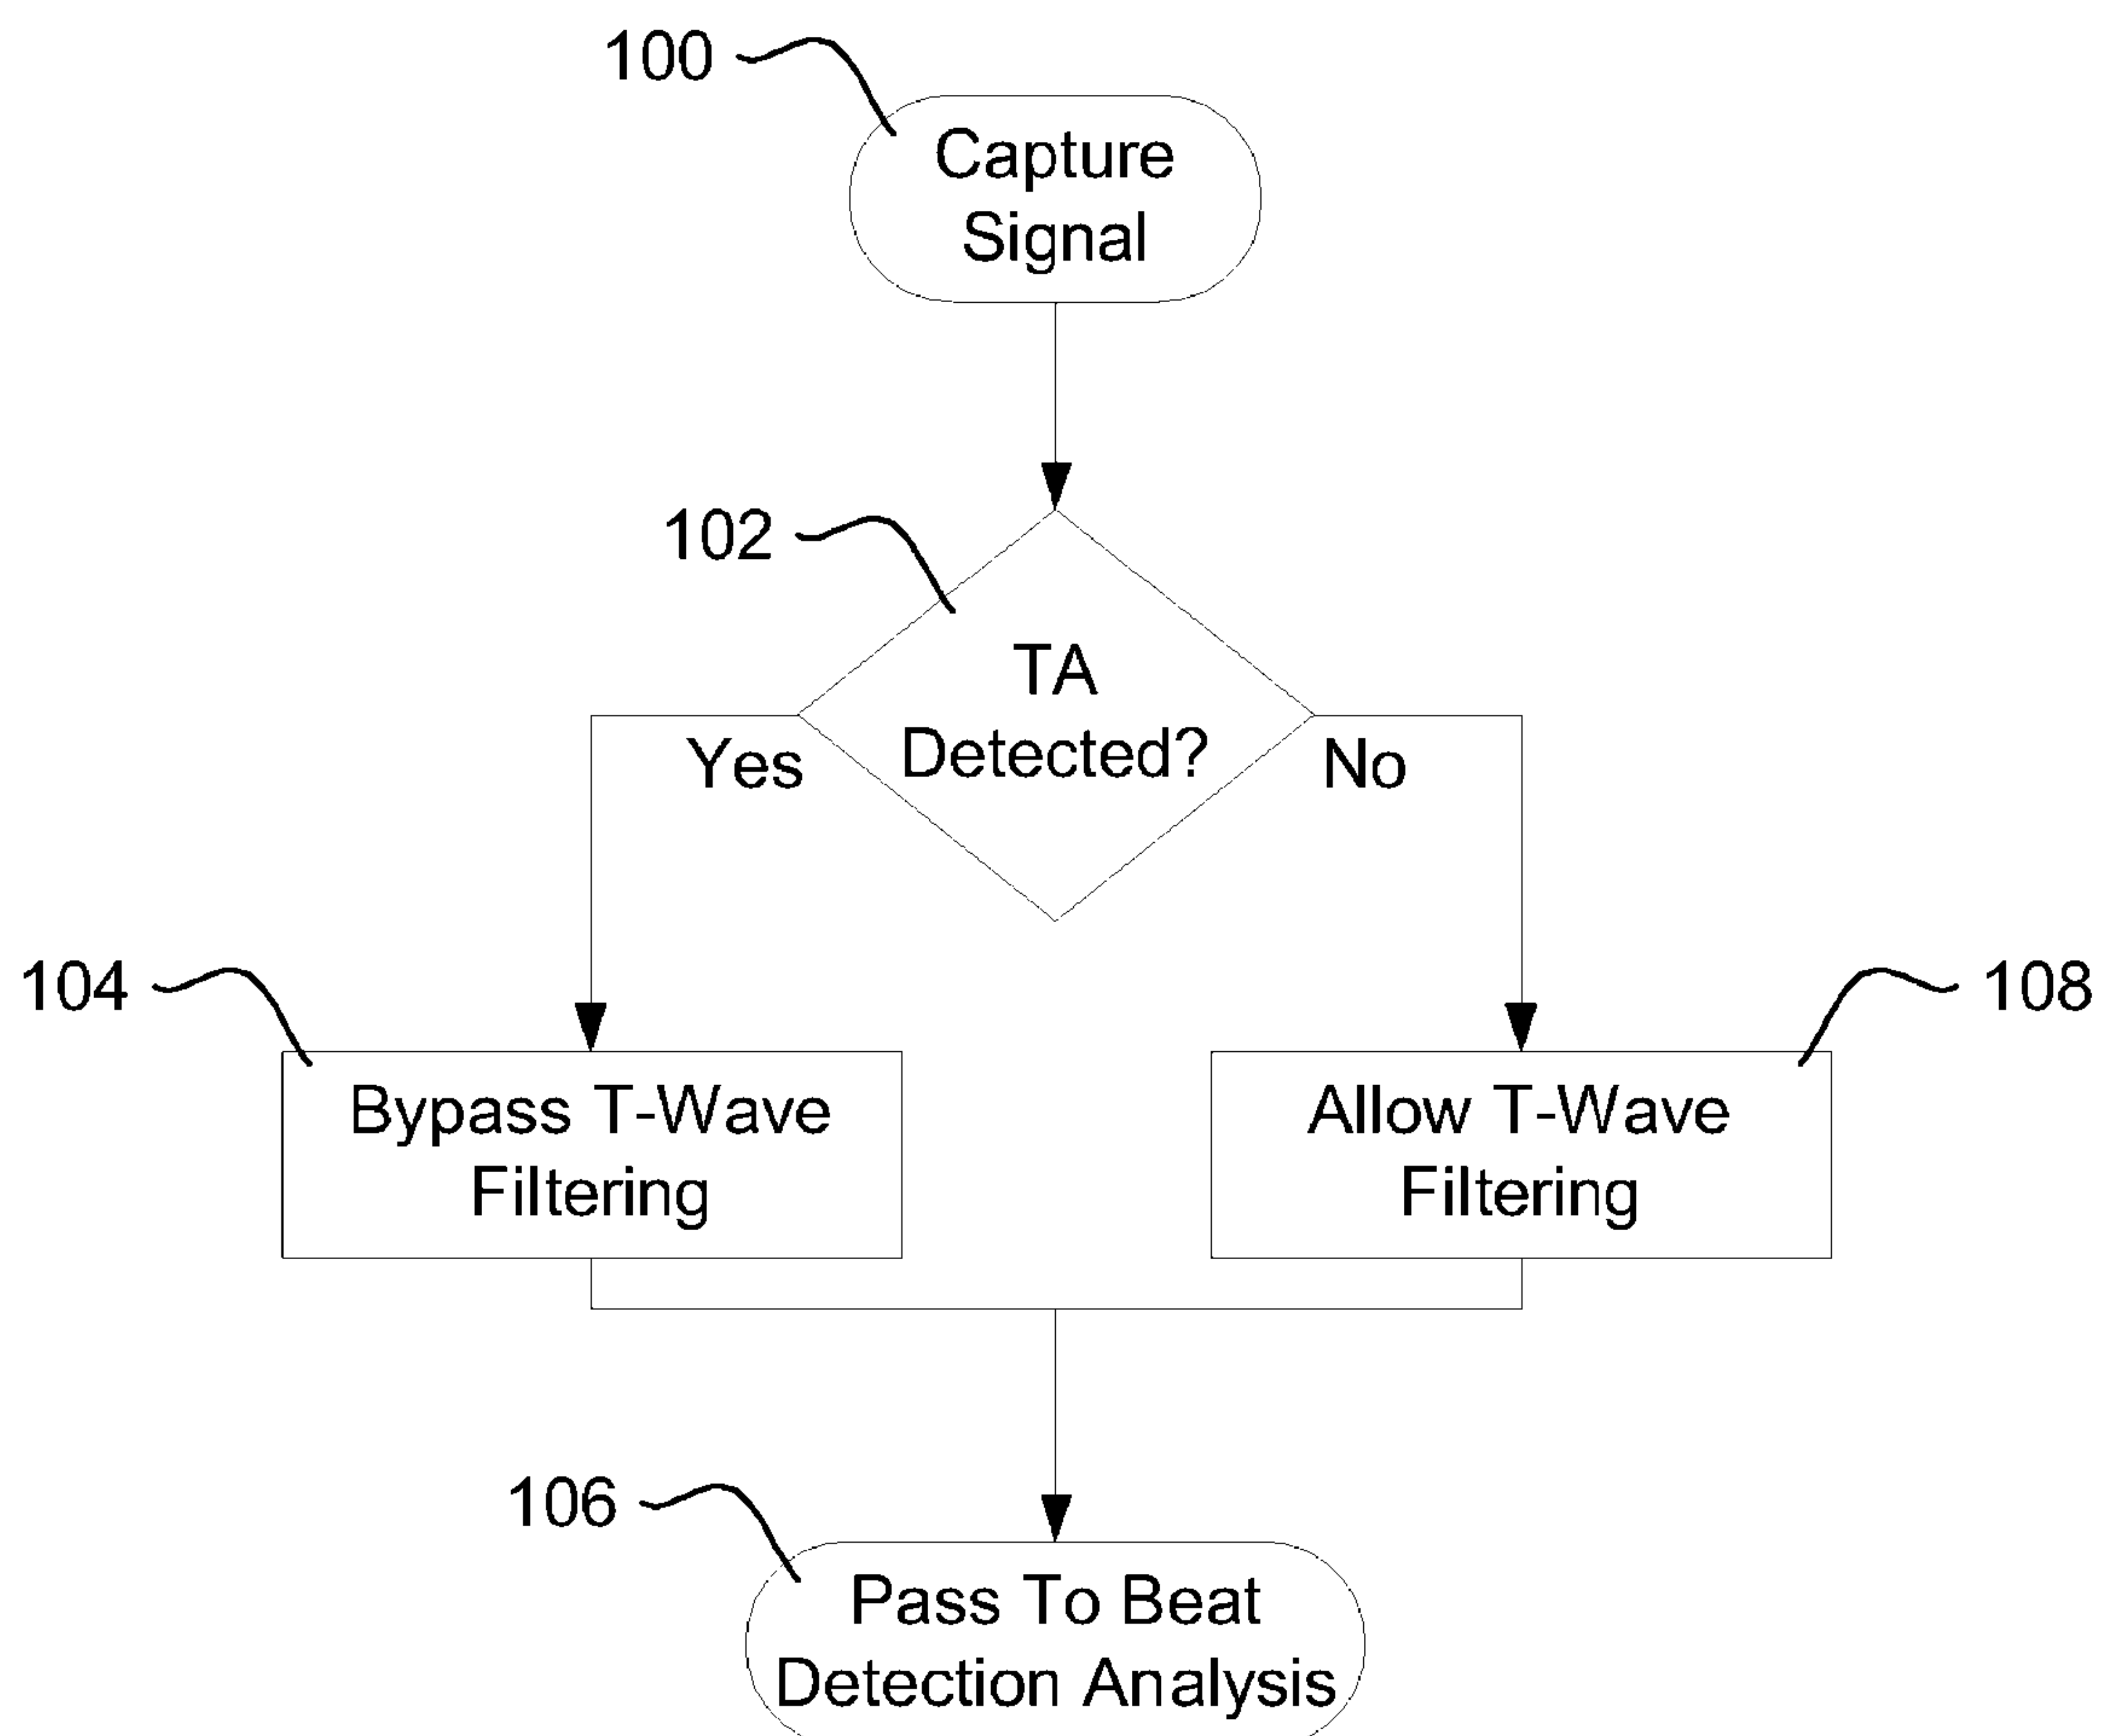 100
Capture
Signal
102
TA
Detected?
Yes
No
104
108
Bypass T-Wave
Filtering
Allow T-Wave
Filtering
106
Pass To Beat
Detection Analysis